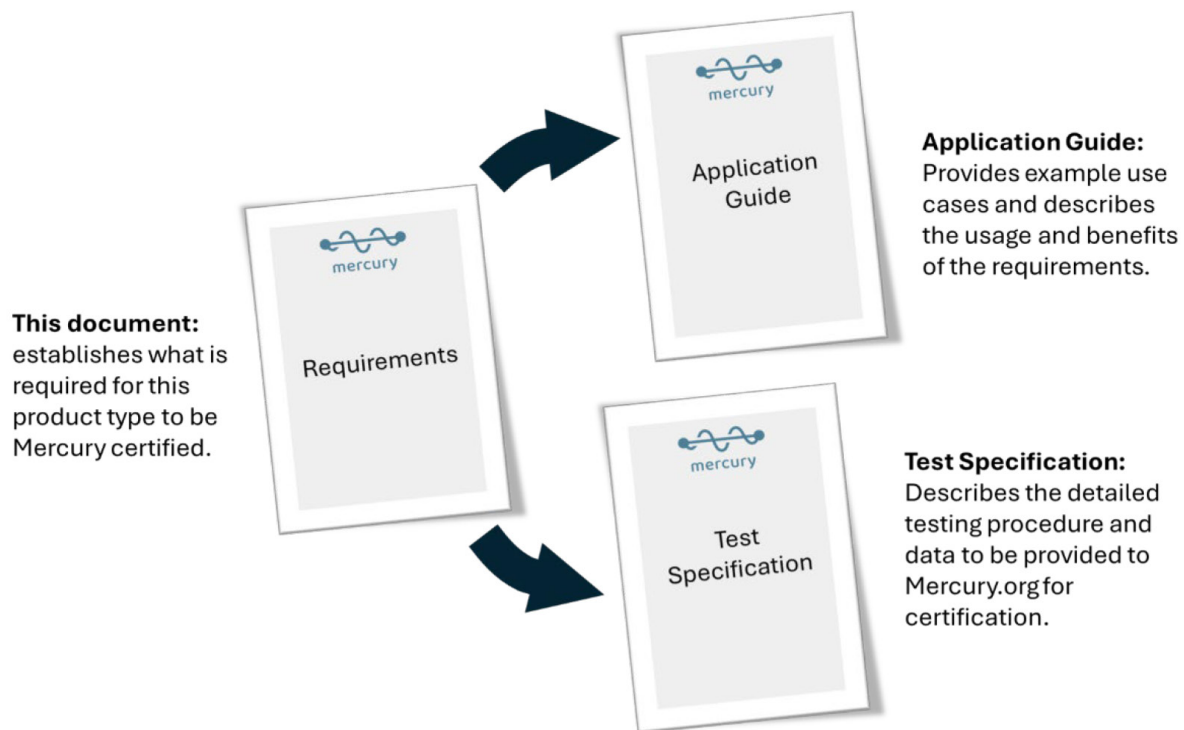 This document:
establishes what is
required for this
product type to be
Mercury certified.
mercury
Requirements
mercury
Application
Guide
Application Guide:
Provides example use
cases and describes
the usage and benefits
of the requirements.
mercury
Test
Specification
Test Specification:
Describes the detailed
testing procedure and
data to be provided to
Mercury.org for
certification.